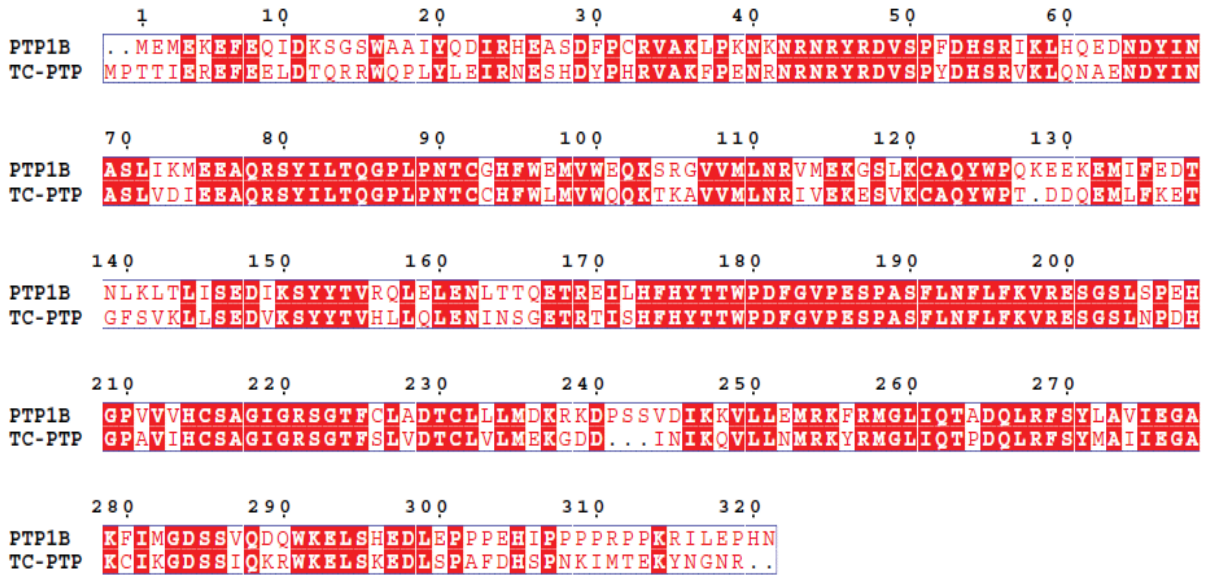 1 10 20 30 40 50 60
PTP1B ..MEMEKEFEQIDKSGSWAAIYQDIRHEASDFPCRVAKLPKNKNRNRYRDVSPFDHSRIKLHQEDNDYIN
TC-PTP MPTTIEREFEELDTQRRWQPLYLEIRNESHDYPHRVAKFPENRNRNRYRDVSPYDHSRVKLQNAENDYIN
70 80 90 100 110 120 130
PTP1B ASLIKMEEAQRSYILTQGPLPNTCGHFWEMVWEQKSRGVVMLNRVMEKGSLKCAQYWPQKEEKEMIFEDT
TC-PTP ASLVDIEEAQRSYILTQGPLPNTCCHFWLMVWQQKTKAVVMLNRIVEKESVKCAQYWPT.DDQEMLFKET
140 150 160 170 180 190 200
PTP1B NLKLTLISEDIKSYYTVRQLELENLTTQETREILHFHYTTWPDFGVPESPASFLNFLFKVRESGSLSPEH
TC-PTP GFSVKLLSEDVKSYYTVHLLQLENINSGETRTISHFHYTTWPDFGVPESPASFLNFLFKVRESGSLNPDH
210 220 230 240 250 260 270
PTP1B GPVVVHCSAGIGRSGTFCLADTCLLLMDKRKDPSSVDIKKVLLEMRKFRMGLIQTADQLRFSYLAVIEGA
TC-PTP GPAVIHCSAGIGRSGTFSLVDTCLVLMEKGDD...INIKQVLLNMRKYRMGLIQTPDQLRFSYMAIIEGA
280 290 300 310 320
PTP1B KFIMGDSSVQDQWKELSHEDLEPPPEHIPPPPRPPKRILEPHN
TC-PTP KCIKGDSSIQKRWKELSKEDLSPAFDHSPNKIMTEKYNGNR..